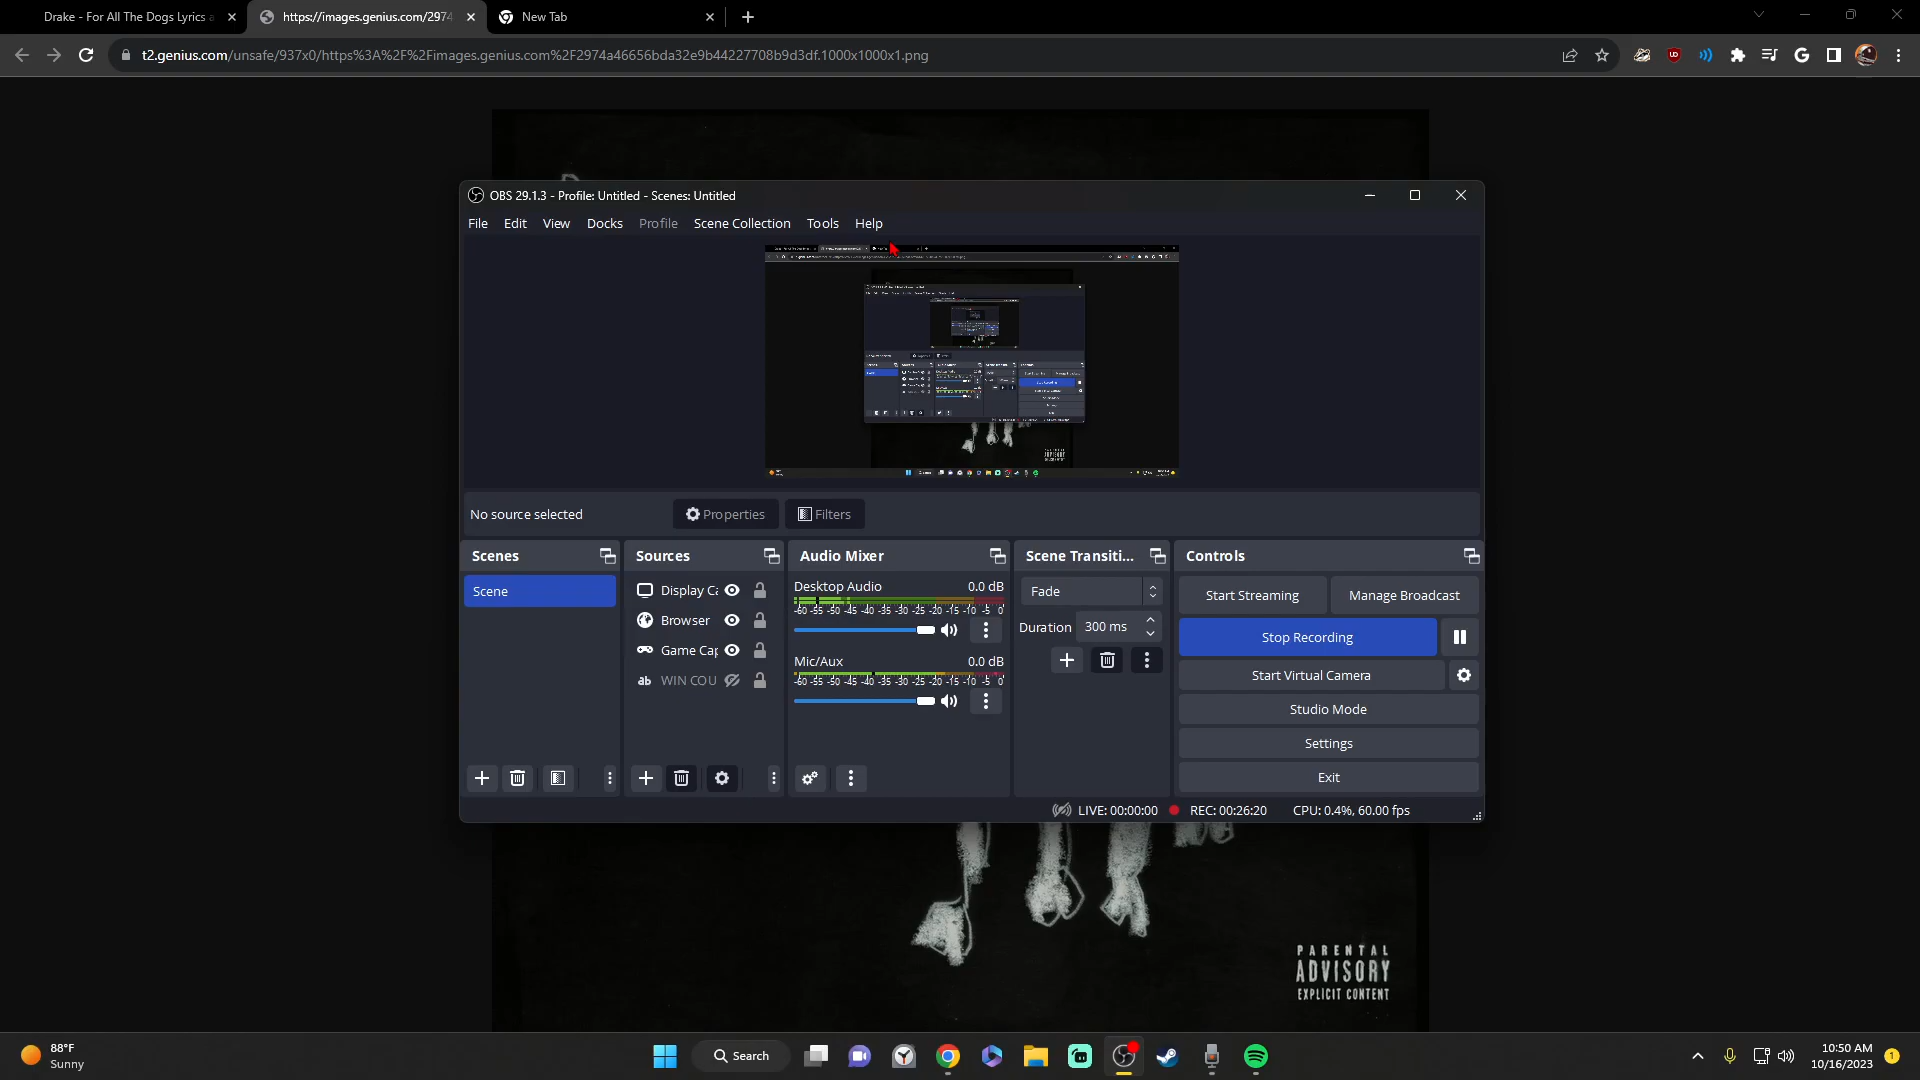 Drake - For All The Dogs Lyrics a
https://images.genius.com/2974
New Tab
t2.genius.com/unsafe/937x0/https%3A%2F%2Fimages.genius.com%2F2974a46656bda32e9b44227708b9d3df.1000x1000x1.png
OBS 29.1.3 - Profile: Untitled - Scenes: Untitled
File Edit View Docks Profile Scene Collection Tools Help
No source selected Properties Filters
Scenes
Scene
Sources
Display Ca
Browser
Game Cap
ab WIN COU
Audio Mixer
Desktop Audio 0.0 dB
-60 -55 -50 -45 -40 -35 -30 -25 -20 -15 -10 -5 0
Mic/Aux 0.0 dB
-60 -55 -50 -45 -40 -35 -30 -25 -20 -15 -10 -5 0
Scene Transiti...
Fade
Duration 300 ms
Controls
Start Streaming Manage Broadcast
Stop Recording
Start Virtual Camera
Studio Mode
Settings
Exit
LIVE: 00:00:00 REC: 00:26:20 CPU: 0.4%, 60.00 fps
PARENTAL
ADVISORY
EXPLICIT CONTENT
88°F
Sunny
Search
10:50 AM
10/16/2023
1